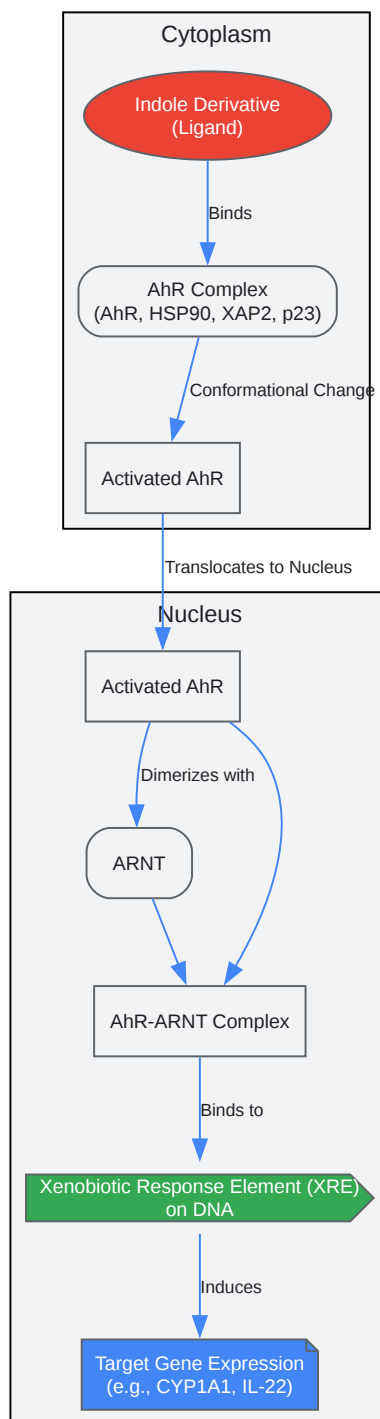 Cytoplasm
Indole Derivative
(Ligand)
Binds
AhR Complex
(AhR, HSP90, XAP2, p23)
Conformational Change
Activated AhR
Translocates to Nucleus
Nucleus
Activated AhR
Dimerizes with
ARNT
AhR-ARNT Complex
Binds to
Xenobiotic Response Element (XRE)
on DNA
Induces
Target Gene Expression
(e.g., CYP1A1, IL-22)